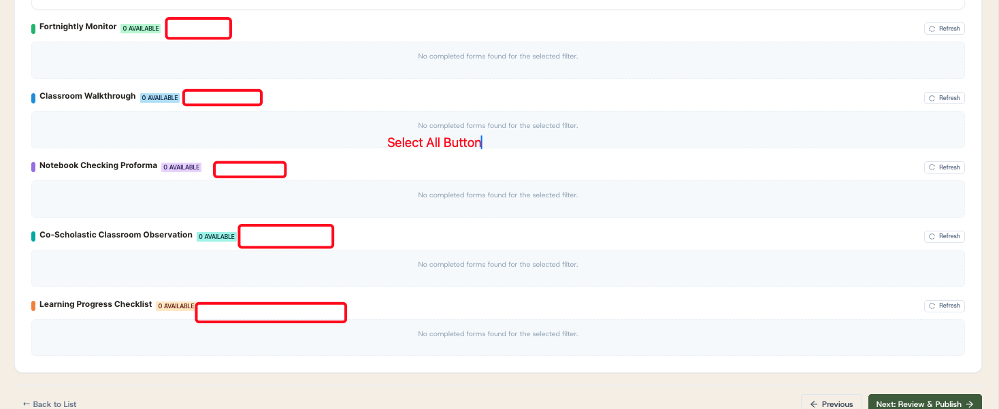 Fortnightly Monitor 0 AVAILABLE Refresh
No completed forms found for the selected filter.
Classroom Walkthrough 0 AVAILABLE Refresh
No completed forms found for the selected filter.
Select All Button
Notebook Checking Proforma 0 AVAILABLE Refresh
No completed forms found for the selected filter.
Co-Scholastic Classroom Observation 0 AVAILABLE Refresh
No completed forms found for the selected filter.
Learning Progress Checklist 0 AVAILABLE Refresh
No completed forms found for the selected filter.
← Back to List ← Previous Next: Review & Publish →